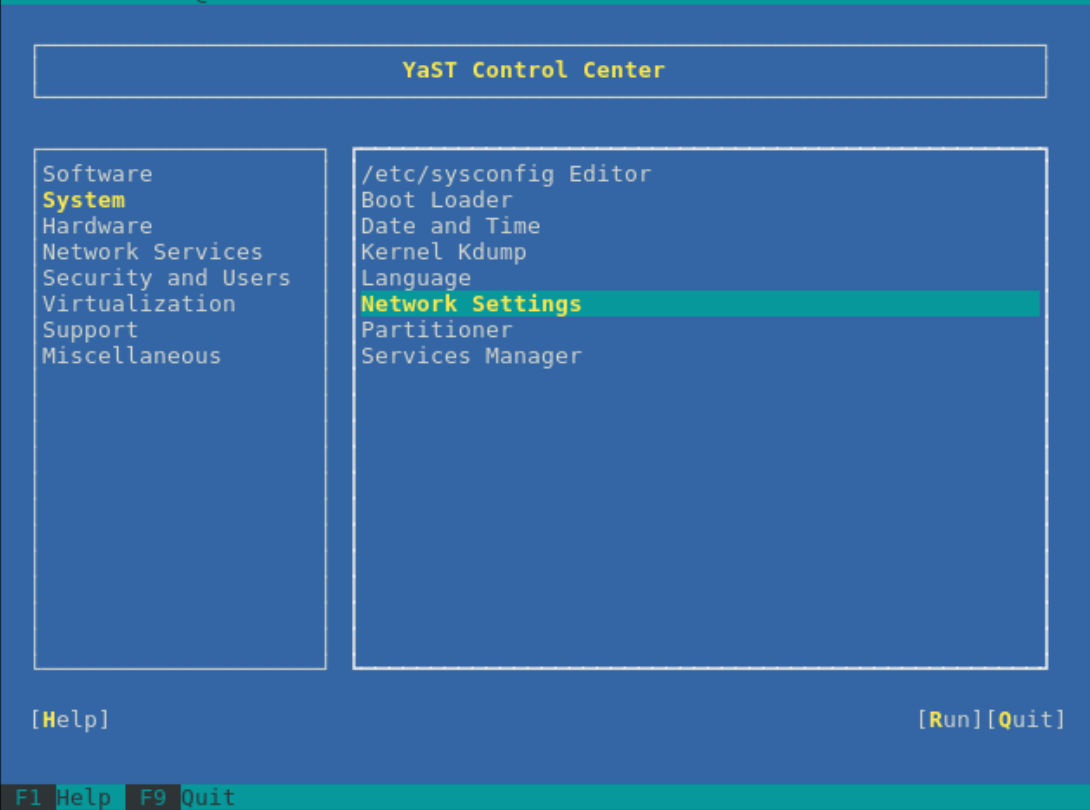 YaST Control Center
Software
System
Hardware
Network Services
Security and Users
Virtualization
Support
Miscellaneous
/etc/sysconfig Editor
Boot Loader
Date and Time
Kernel Kdump
Language
Network Settings
Partitioner
Services Manager
[Help]
[Run][Quit]
F1 Help F9 Quit